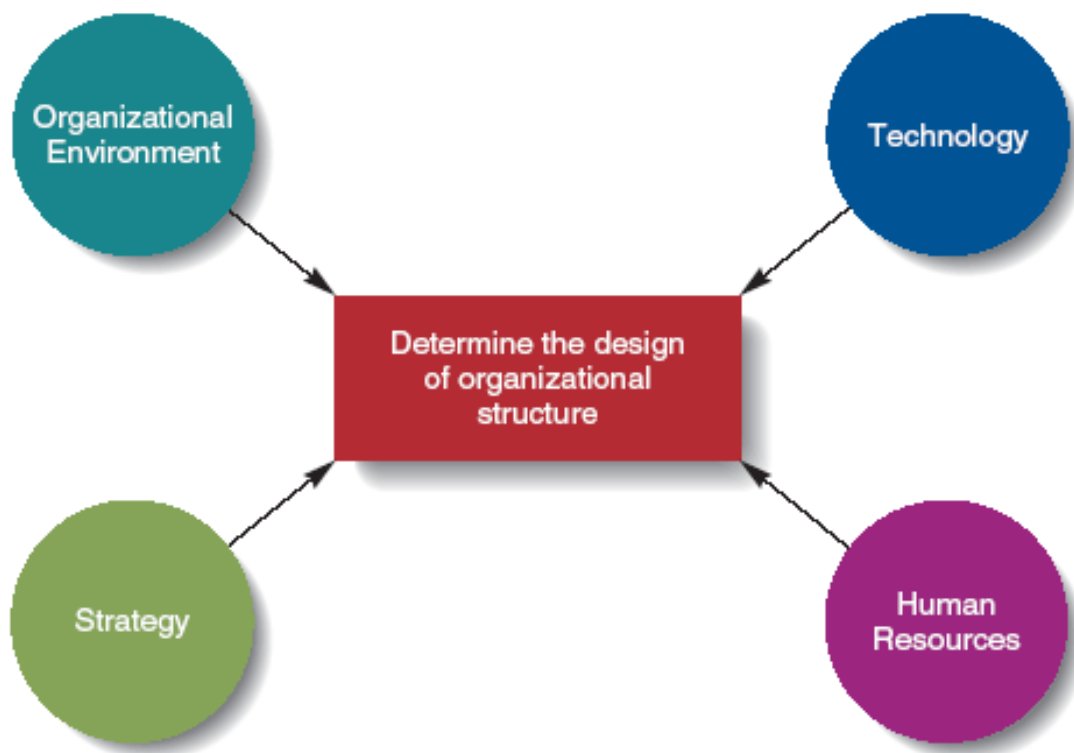 Organizational
Environment
Technology
Determine the design
of organizational
structure
Strategy
Human
Resources